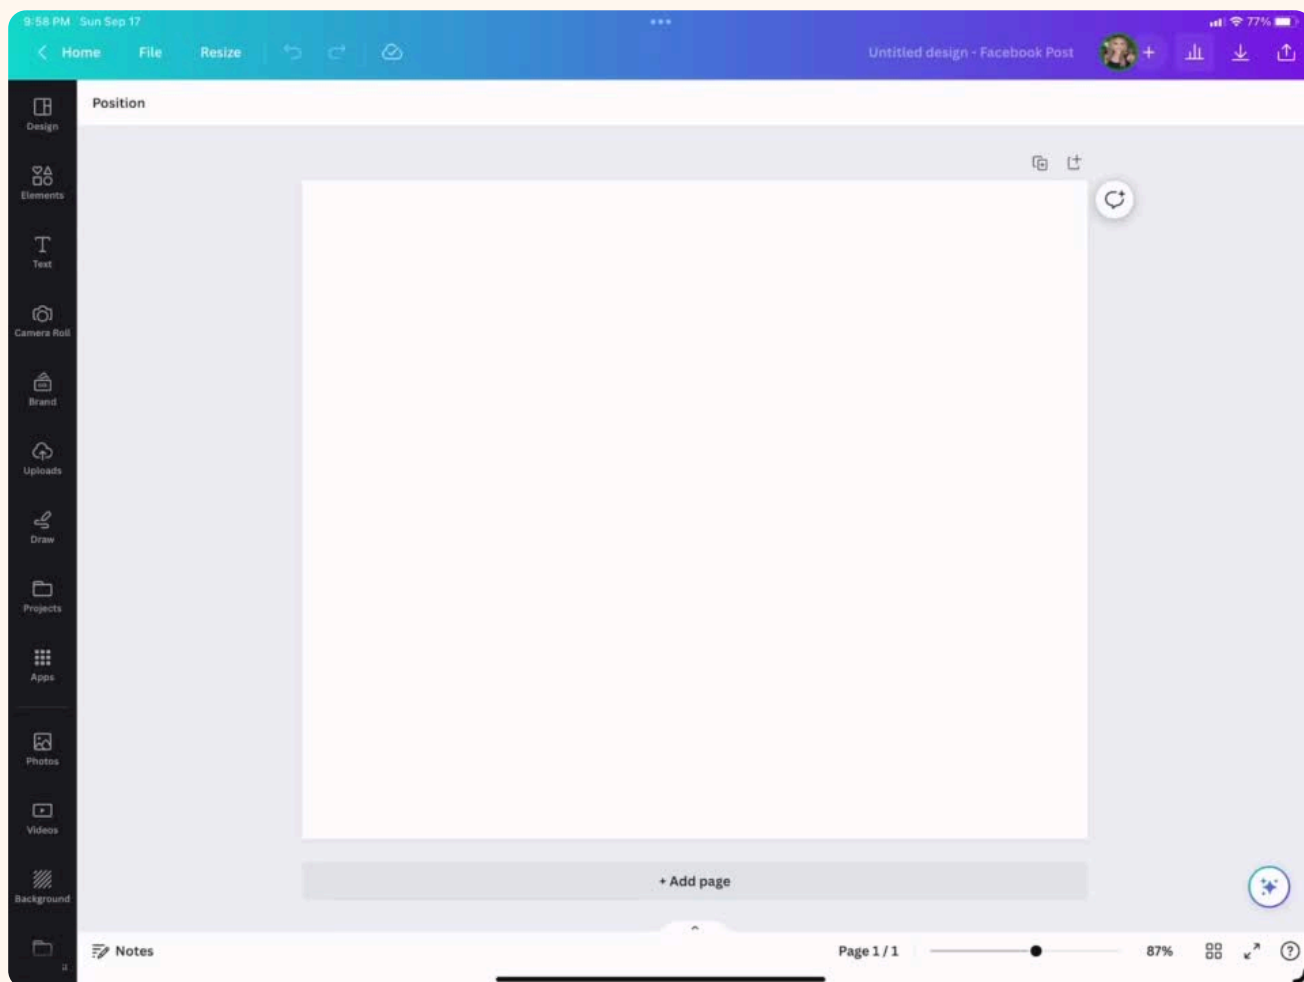 9:58 PM Sun Sep 17
77%
Home File Resize
Untitled design - Facebook Post
Position
Design
Elements
Text
Camera Roll
Brand
Uploads
Draw
Projects
Apps
Photos
Videos
Background
+ Add page
Notes
Page 1 / 1
87%